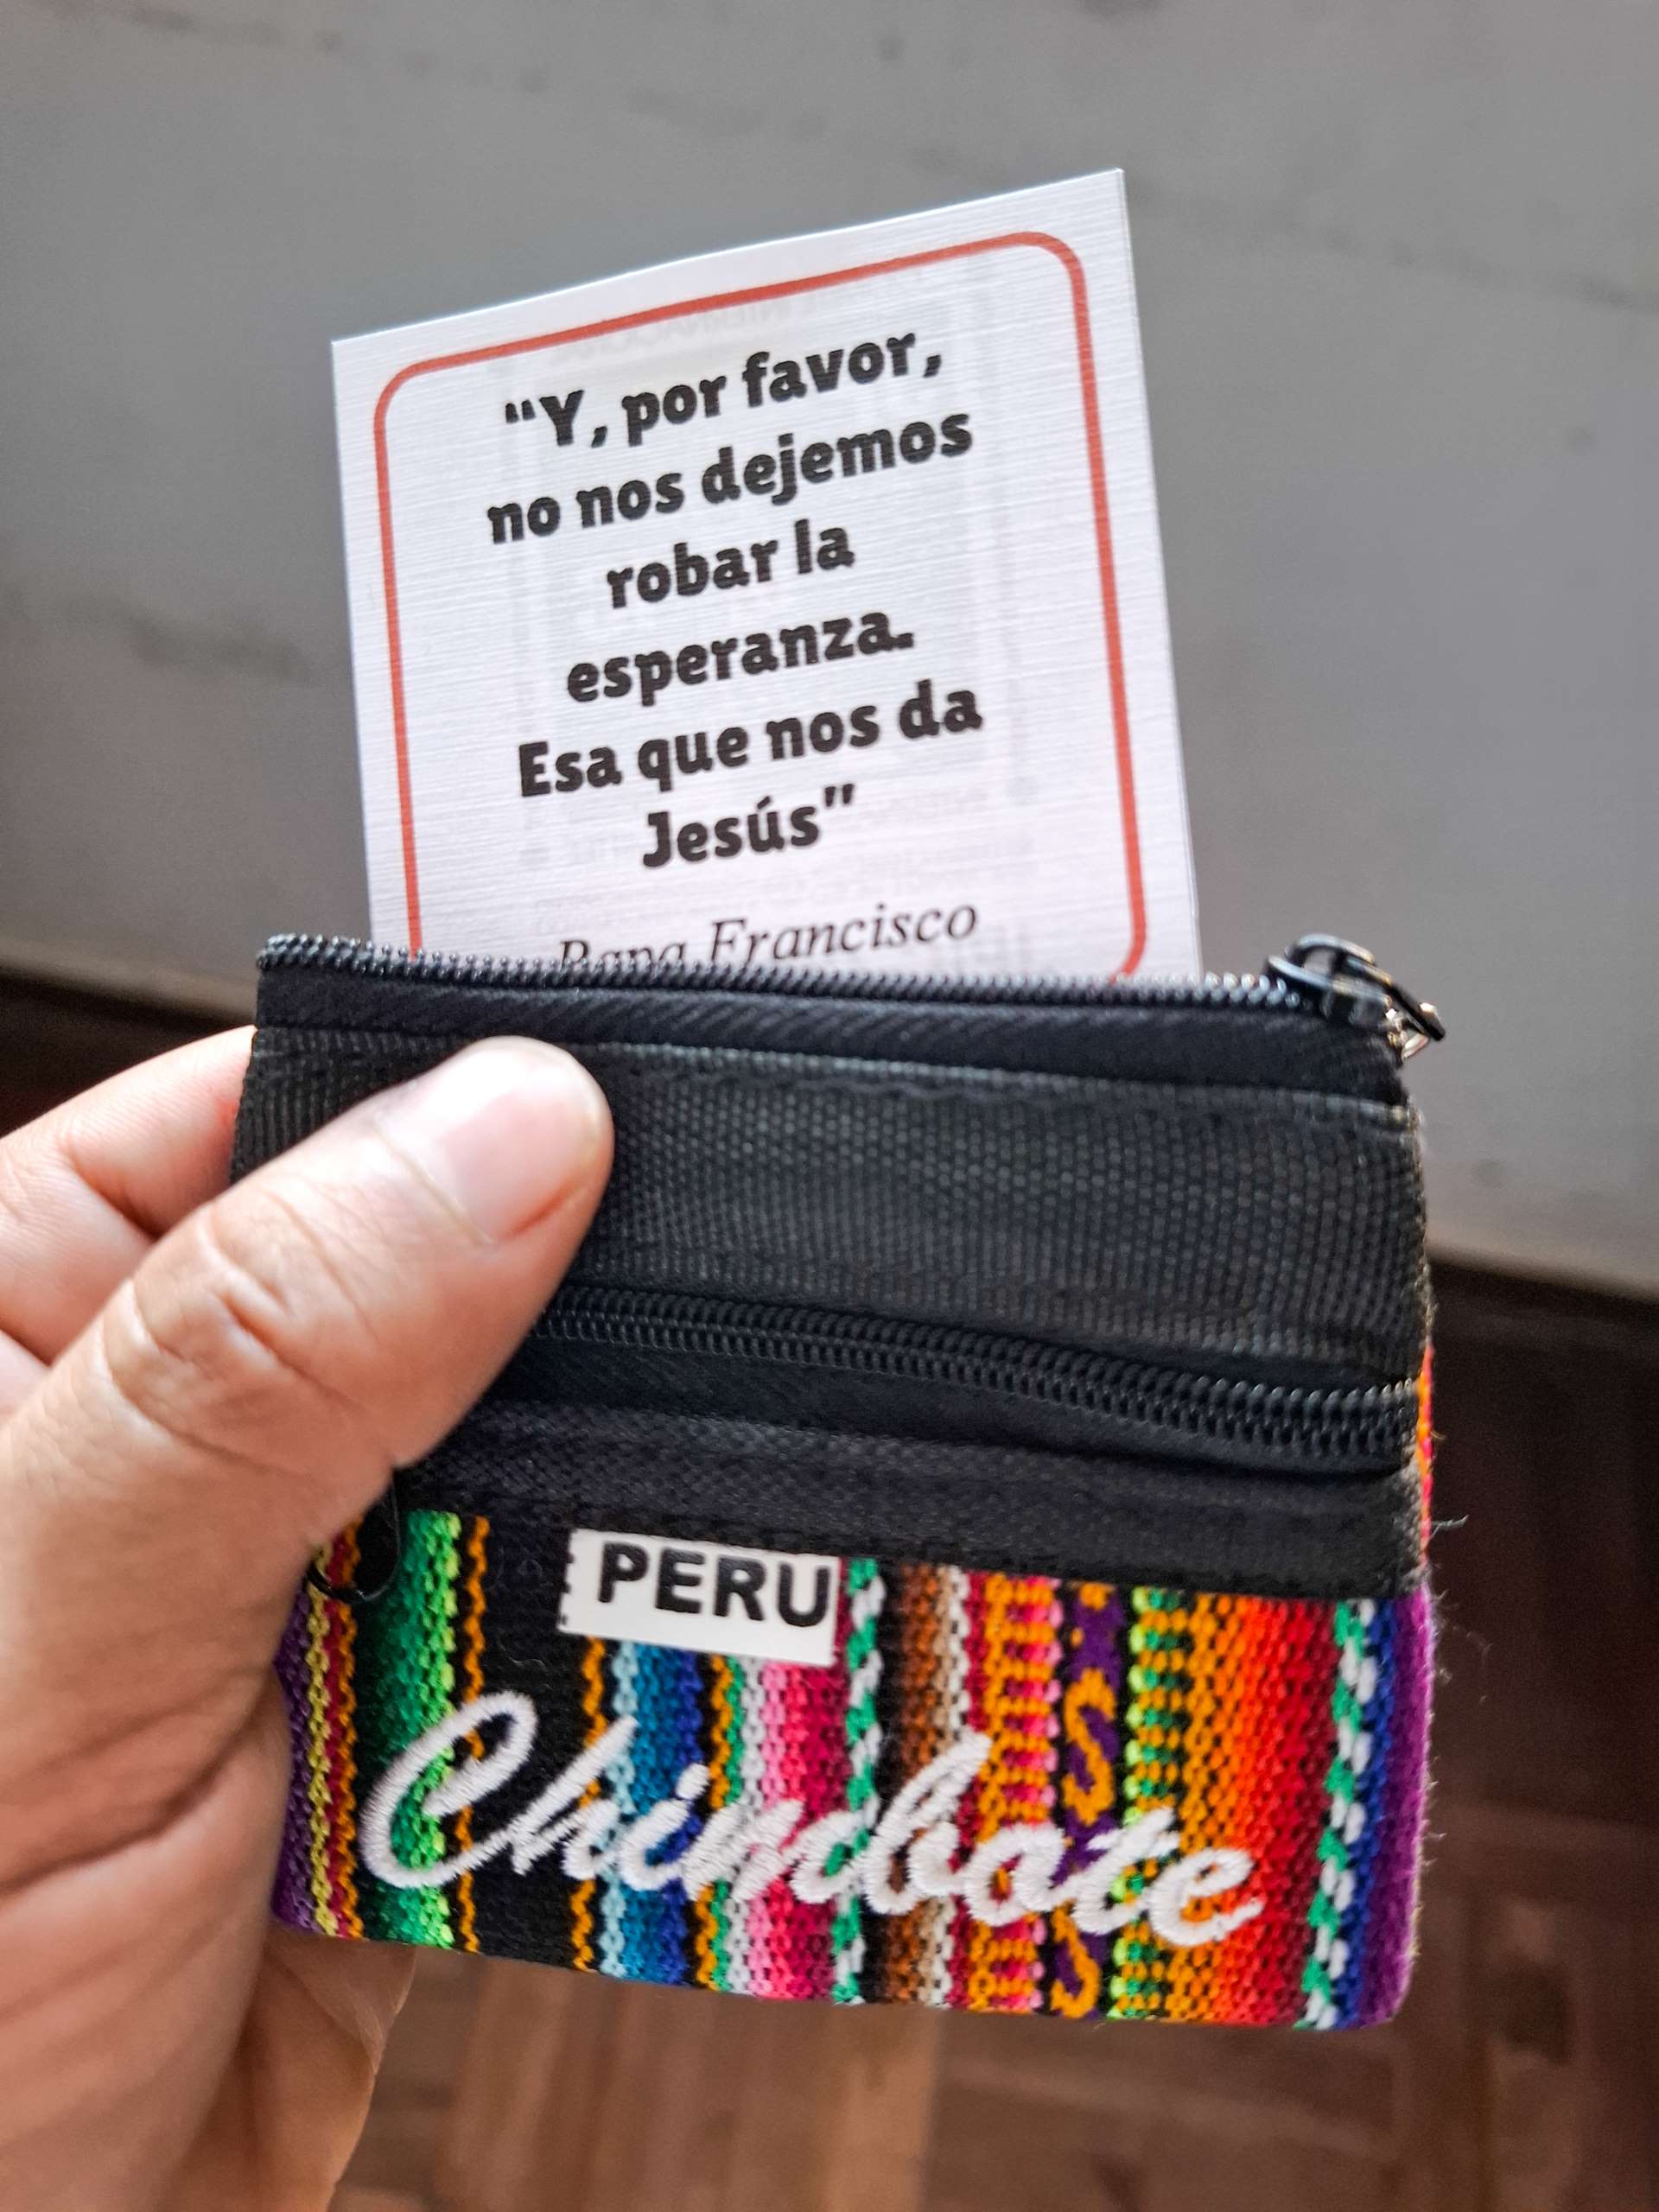 “Y, por favor,
no nos dejemos
robar la
esperanza.
Esa que nos da
Jesús”
Papa Francisco
PERU
Chimbote